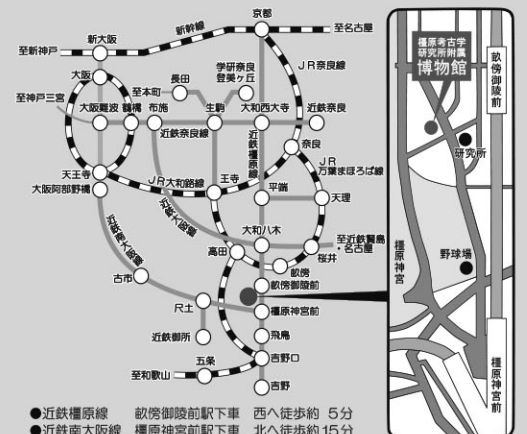 京都
新幹線
至名古屋
新大阪
至新神戸
JR奈良線
大阪
学研奈良
登美ヶ丘
長田
至本町
至神戸三宮
大阪難波
鶴橋
布施
生駒
大和西大寺
近鉄奈良
近鉄奈良線
近鉄橿原線
奈良
JR
万葉まほろば線
天王寺
大阪阿部野橋
JR大和路線
王寺
平端
天理
近鉄大阪線
近鉄南大阪線
大和八木
至近鉄賢島
・名古屋
高田
桜井
畝傍
古市
畝傍御陵前
尺土
橿原神宮前
近鉄御所
飛鳥
五条
吉野口
至和歌山
吉野
橿原考古学
研究所附属
博物館
畝傍御陵前
研究所
橿原神宮
野球場
橿原神宮前
●近鉄橿原線 畝傍御陵前駅下車 西へ徒歩約 5分
●近鉄南大阪線 橿原神宮前駅下車 北へ徒歩約15分